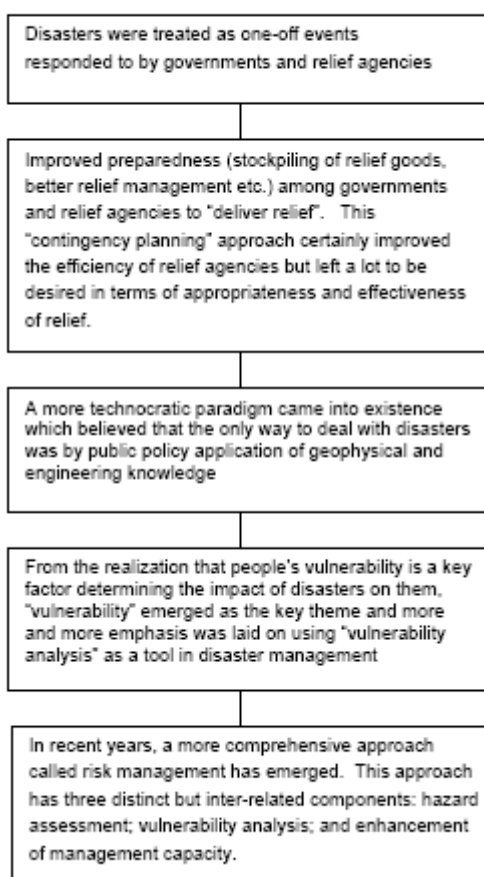 Disasters were treated as one-off events
responded to by governments and relief agencies
Improved preparedness (stockpiling of relief goods,
better relief management etc.) among governments
and relief agencies to “deliver relief”. This
“contingency planning” approach certainly improved
the efficiency of relief agencies but left a lot to be
desired in terms of appropriateness and effectiveness
of relief.
A more technocratic paradigm came into existence
which believed that the only way to deal with disasters
was by public policy application of geophysical and
engineering knowledge
From the realization that people’s vulnerability is a key
factor determining the impact of disasters on them,
“vulnerability” emerged as the key theme and more
and more emphasis was laid on using “vulnerability
analysis” as a tool in disaster management
In recent years, a more comprehensive approach
called risk management has emerged. This approach
has three distinct but inter-related components: hazard
assessment; vulnerability analysis; and enhancement
of management capacity.